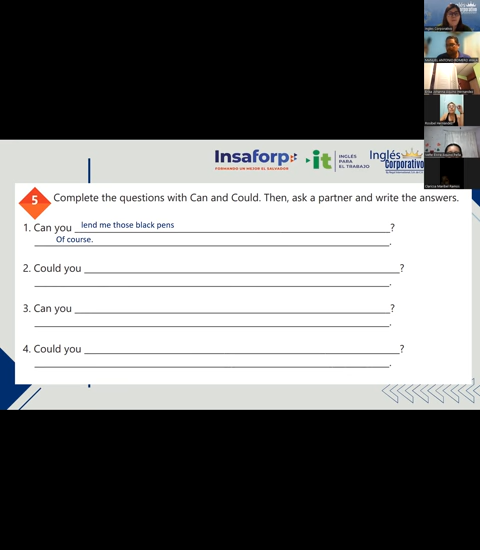 Insaforp
FORMANDO UN MEJOR EL SALVADOR
it
INGLÉS
PARA
EL TRABAJO
Inglés
Corporativo
5
Complete the questions with Can and Could. Then, ask a partner and write the answers.
1. Can you lend me those black pens?
Of course.
2. Could you ?
.
3. Can you ?
.
4. Could you ?
.